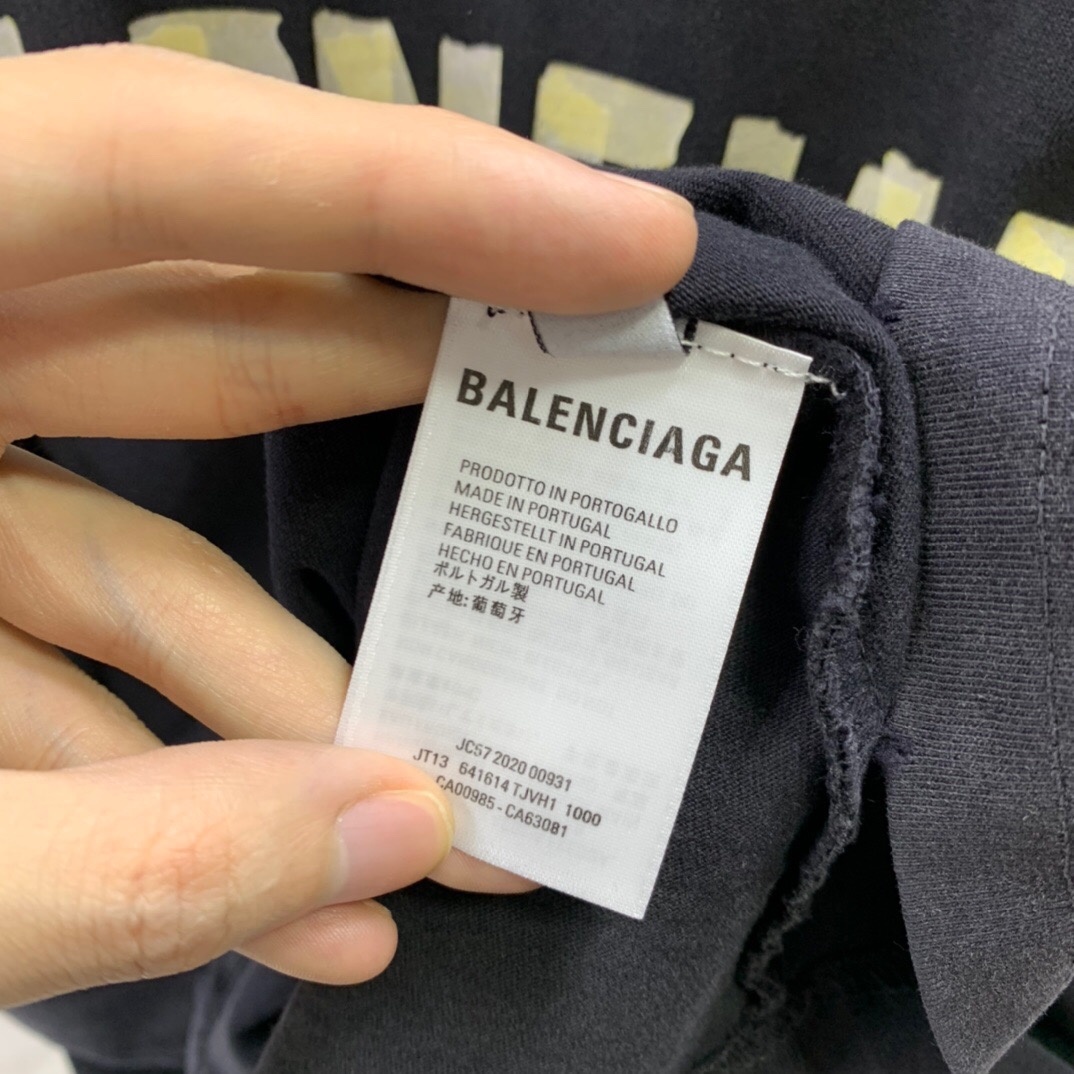 BALENCIAGA
PRODOTTO IN PORTOGALLO
MADE IN PORTUGAL
HERGESTELLT IN PORTUGAL
FABRIQUE EN PORTUGAL
HECHO EN PORTUGAL
ポルトガル製
产地:葡萄牙
JC57 2020 00931
JT13 641614 TJVH1 1000
CA00985 - CA63081